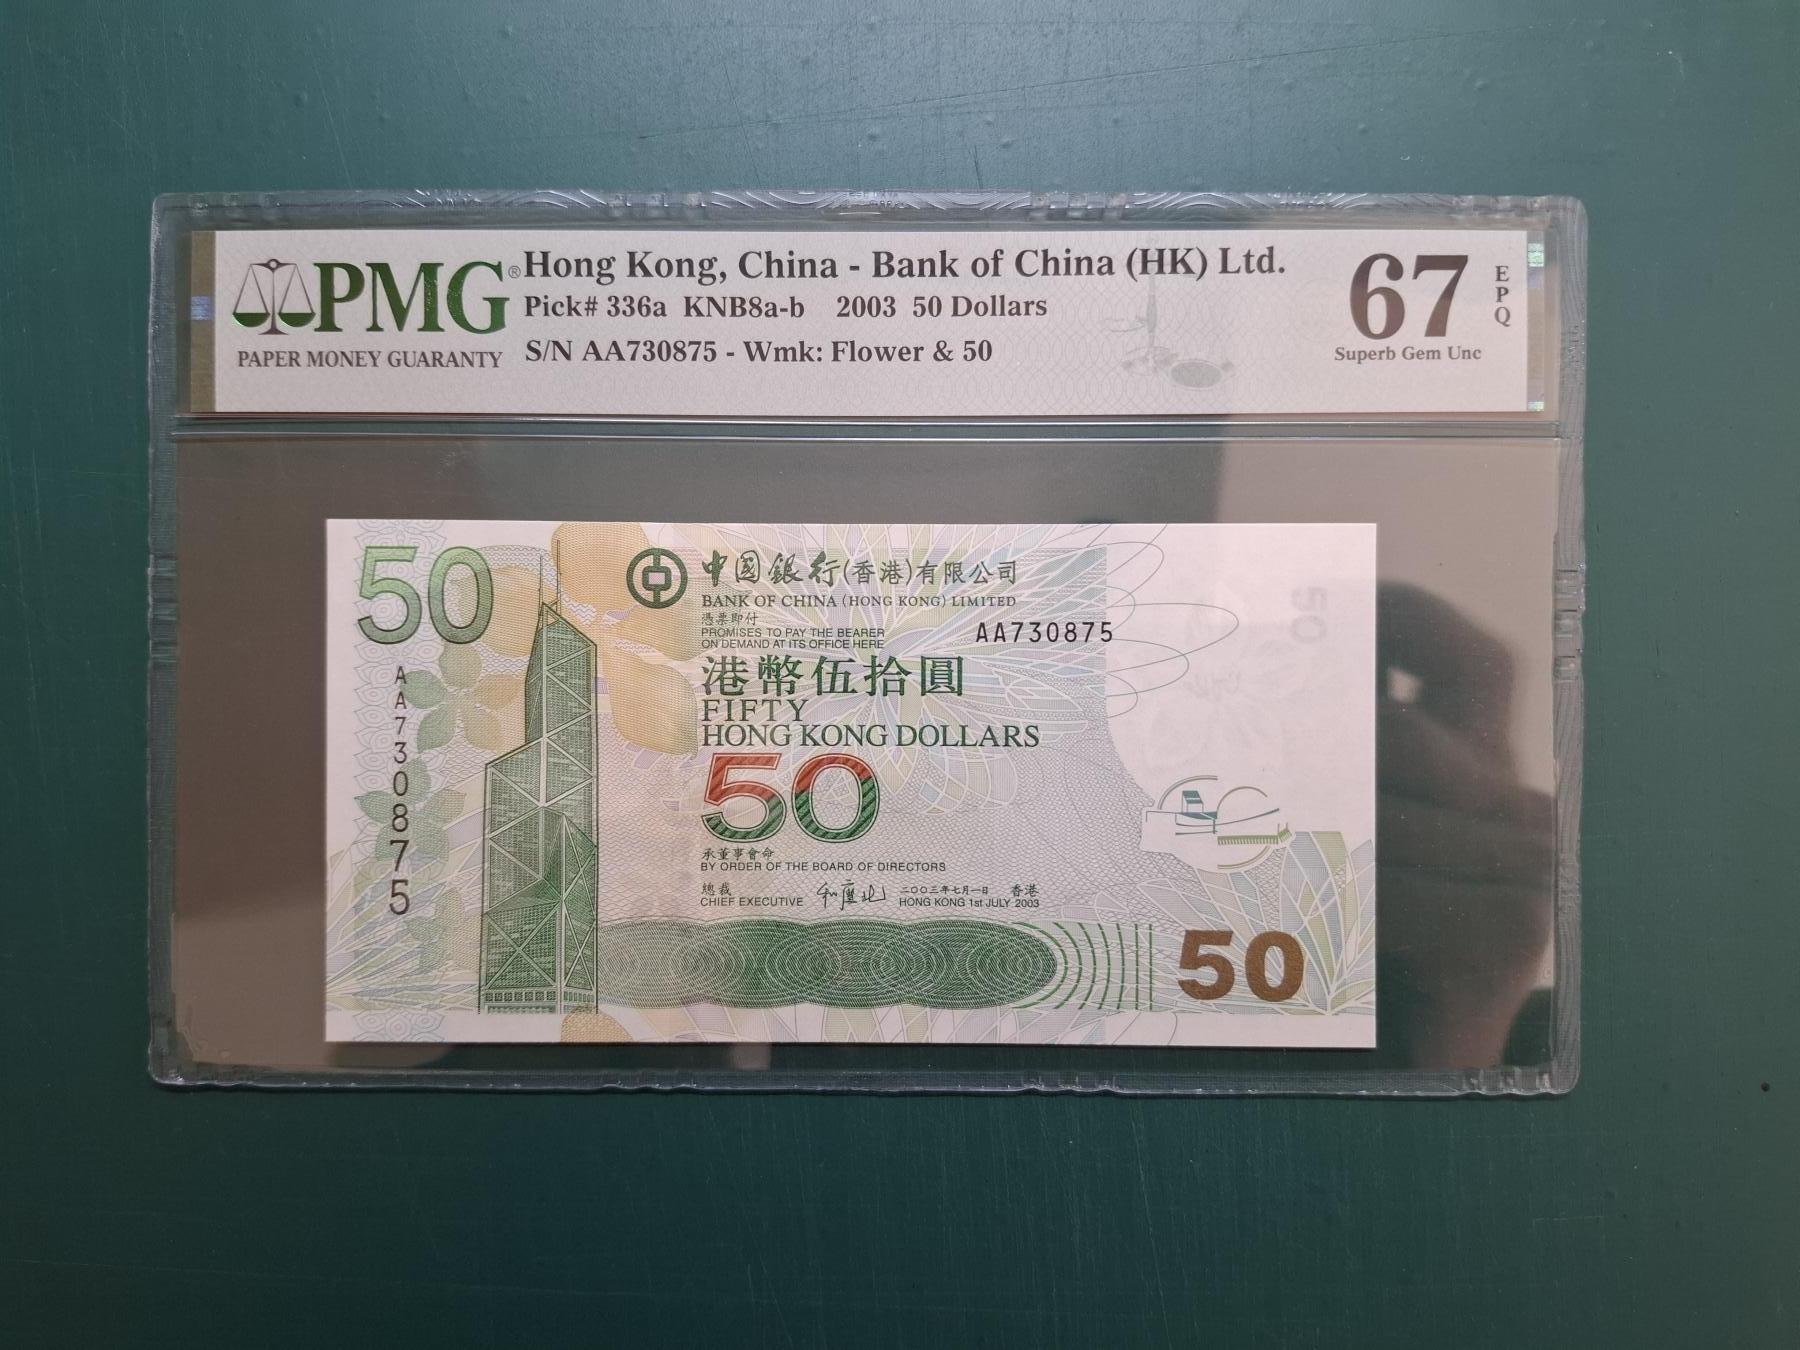 PMG®
PAPER MONEY GUARANTY
Hong Kong, China - Bank of China (HK) Ltd.
Pick# 336a KNB8a-b 2003 50 Dollars
S/N AA730875 - Wmk: Flower & 50
67
EPQ
Superb Gem Unc
50
中国银行(香港)有限公司
BANK OF CHINA (HONG KONG) LIMITED
憑票即付
PROMISES TO PAY THE BEARER
ON DEMAND AT ITS OFFICE HERE
AA730875
AA730875
港幣伍拾圓
FIFTY
HONG KONG DOLLARS
50
承董事會命
BY ORDER OF THE BOARD OF DIRECTORS
總裁
CHIEF EXECUTIVE
和廣北
二〇〇三年七月一日 香港
HONG KONG 1st JULY 2003
50